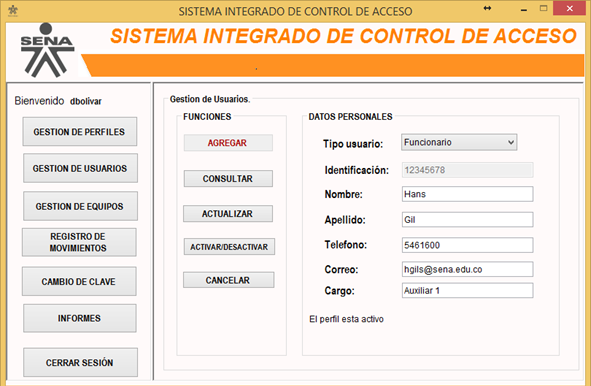 SISTEMA INTEGRADO DE CONTROL DE ACCESO
SENA
SISTEMA INTEGRADO DE CONTROL DE ACCESO
Bienvenido dbolivar
GESTION DE PERFILES
GESTION DE USUARIOS
GESTION DE EQUIPOS
REGISTRO DE
MOVIMIENTOS
CAMBIO DE CLAVE
INFORMES
CERRAR SESIÓN
Gestion de Usuarios.
FUNCIONES
AGREGAR
CONSULTAR
ACTUALIZAR
ACTIVAR/DESACTIVAR
CANCELAR
DATOS PERSONALES
Tipo usuario: Funcionario
Identificación: 12345678
Nombre: Hans
Apellido: Gil
Telefono: 5461600
Correo: hgils@sena.edu.co
Cargo: Auxiliar 1
El perfil esta activo